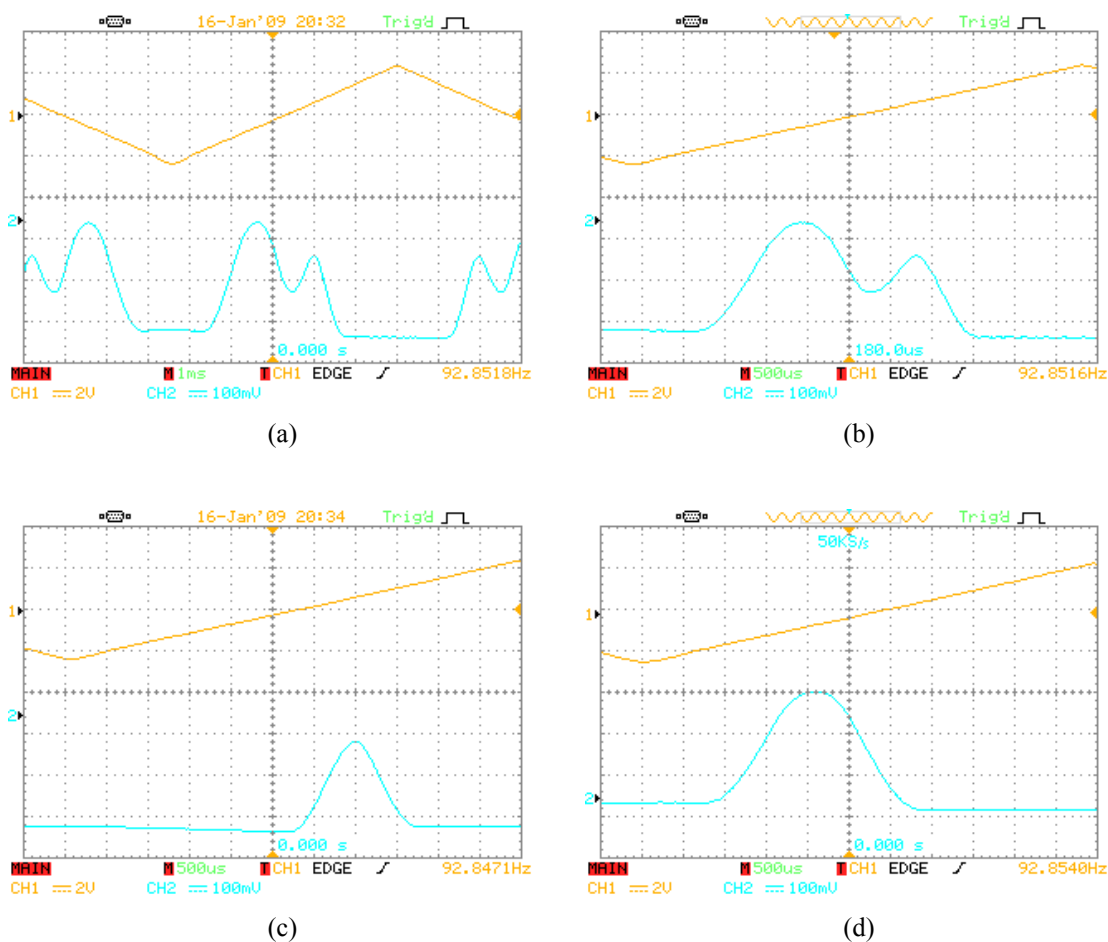 16-Jan'09 20:32 Trig'd
1
2
0.000 s
MAIN M 1ms T CH1 EDGE 92.8518Hz
CH1 2V CH2 100mV
(a)
Trig'd
1
2
180.0us
MAIN M 500us T CH1 EDGE 92.8516Hz
CH1 2V CH2 100mV
(b)
16-Jan'09 20:34 Trig'd
1
2
0.000 s
MAIN M 500us T CH1 EDGE 92.8471Hz
CH1 2V CH2 100mV
(c)
Trig'd
50KS/s
1
2
0.000 s
MAIN M 500us T CH1 EDGE 92.8540Hz
CH1 2V CH2 100mV
(d)